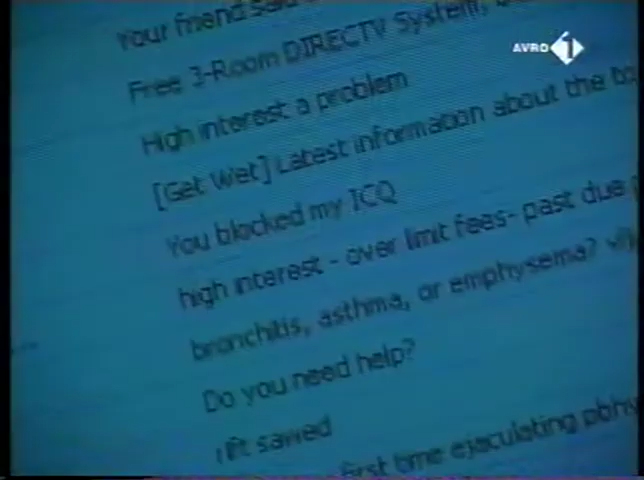 Your friend said
Free 3-Room DIRECTV System,
AVRO 1
High interest a problem
[Get Wet] Latest information about the to
You blocked my ICQ
high interest - over limit fees- past due
bronchitis, asthma, or emphysema?
Do you need help?
sawed
first time ejaculating